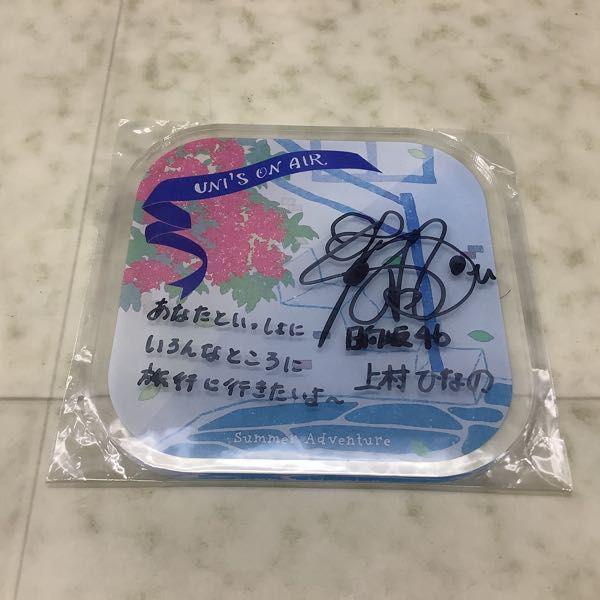 UNI'S ON AIR
あなたといっしょに
いろんなところに
旅行に行きたいよ〜
日向坂46
上村ひなの
Summer Adventure